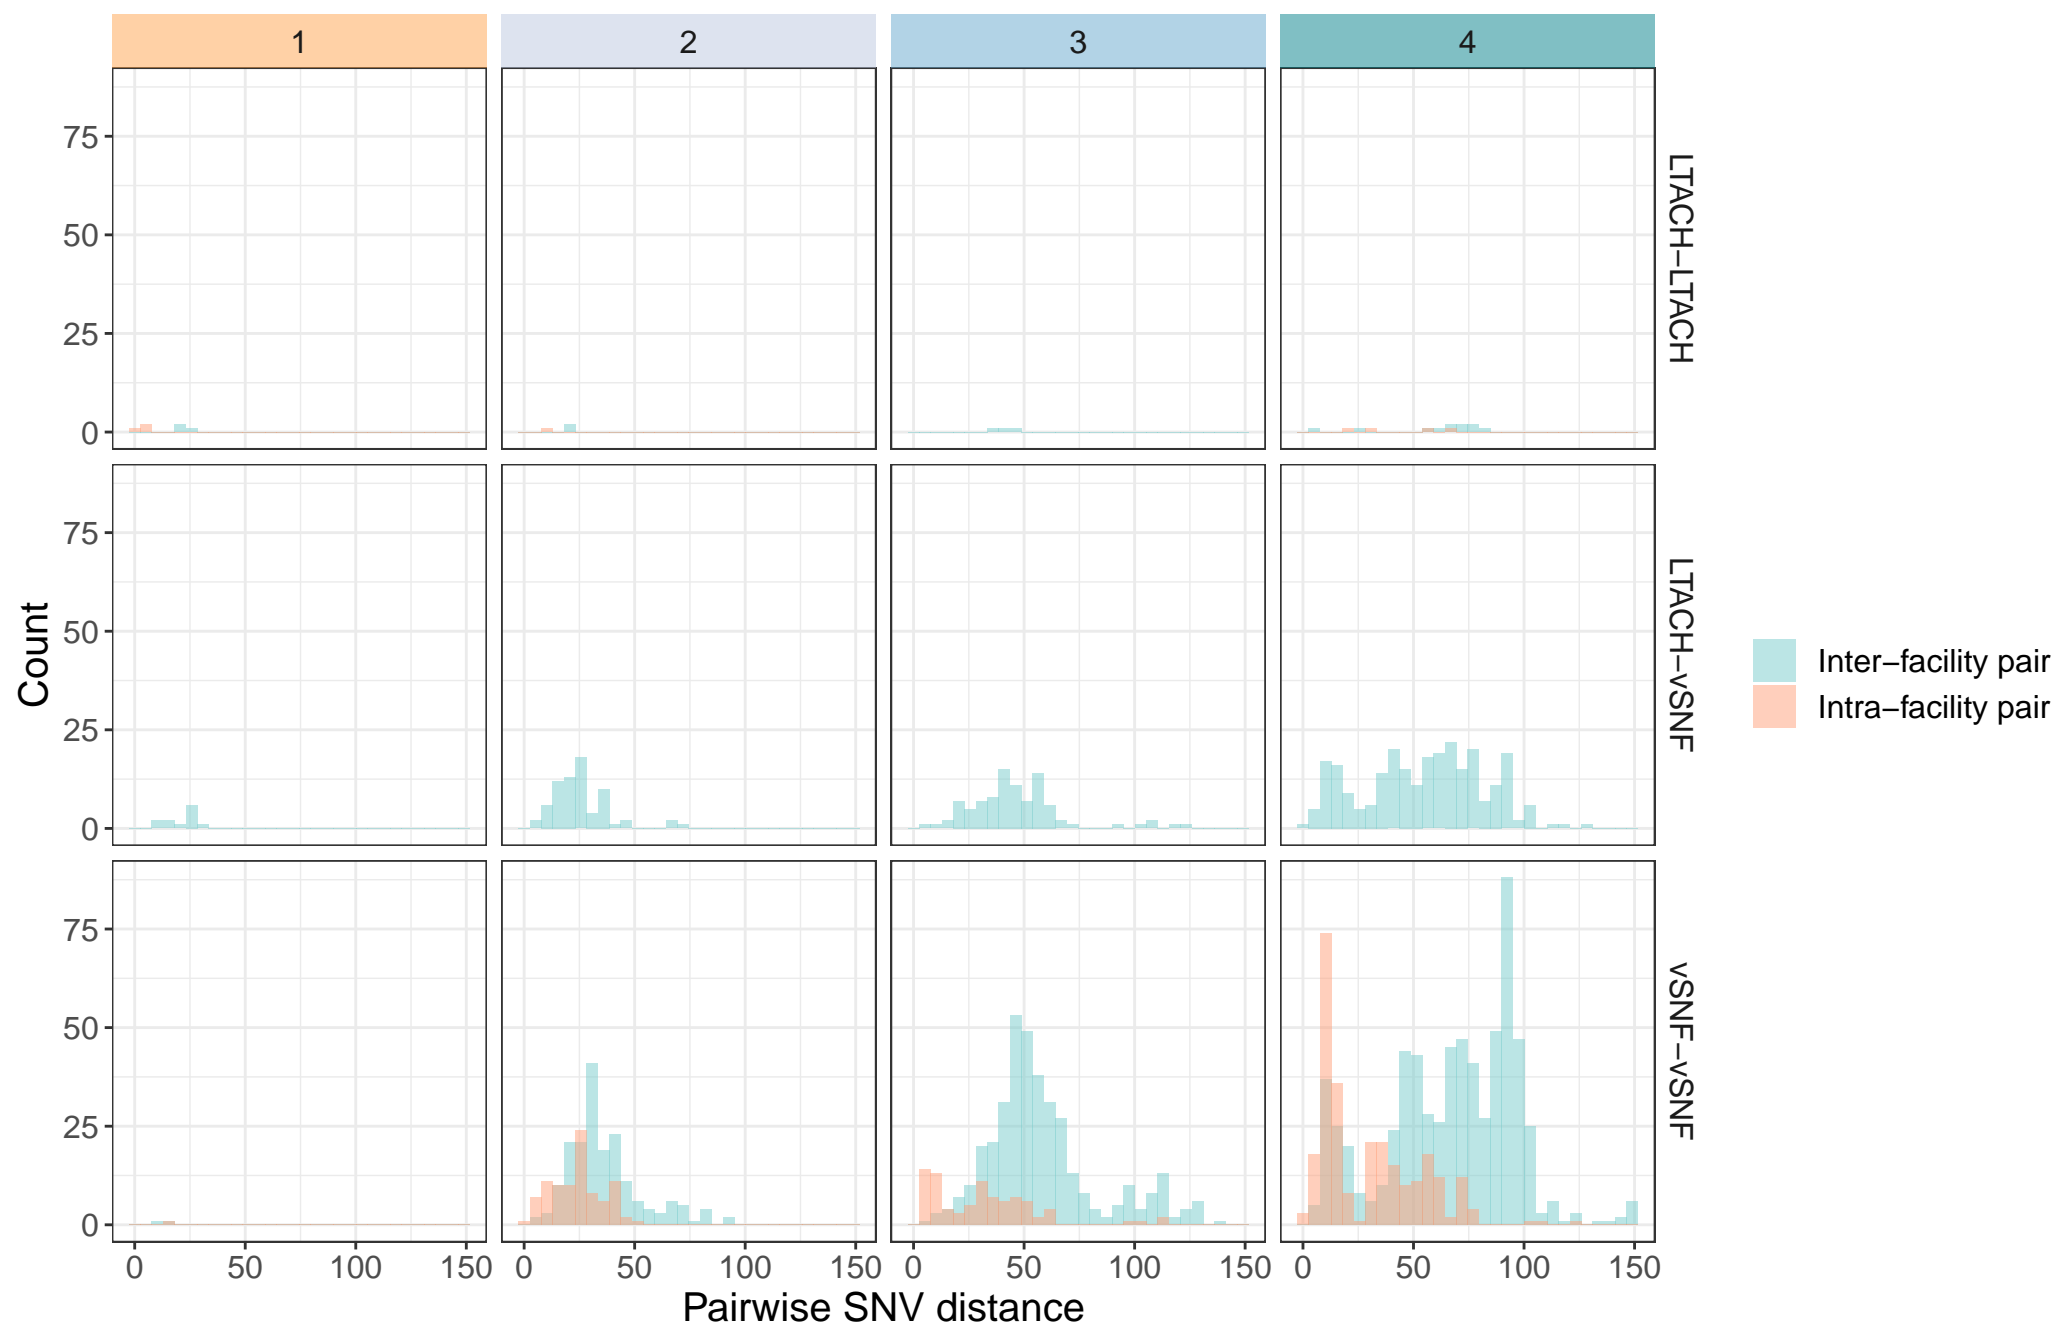 1 2 3 4
75
50
25
0
LTACH−LTACH
75
50
25
0
LTACH−vSNF
Count
Inter−facility pair
Intra−facility pair
75
50
25
0
vSNF−vSNF
0 50 100 150 0 50 100 150 0 50 100 150 0 50 100 150
Pairwise SNV distance